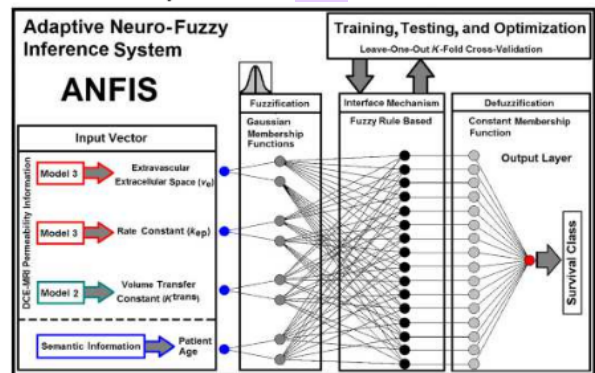 Adaptive Neuro-Fuzzy
Inference System
ANFIS
Training, Testing, and Optimization
Leave-One-Out K-Fold Cross-Validation
Input Vector
DCE-MRI Permeability Information
Model 3
Extravascular
Extracellular Space (vₑ)
Model 3
Rate Constant (kₑₚ)
Model 2
Volume Transfer
Constant (Kᵗʳᵃⁿˢ)
Semantic Information
Patient
Age
Fuzzification
Gaussian
Membership
Functions
Interface Mechanism
Fuzzy Rule Based
Defuzzification
Constant Membership
Function
Output Layer
Survival Class